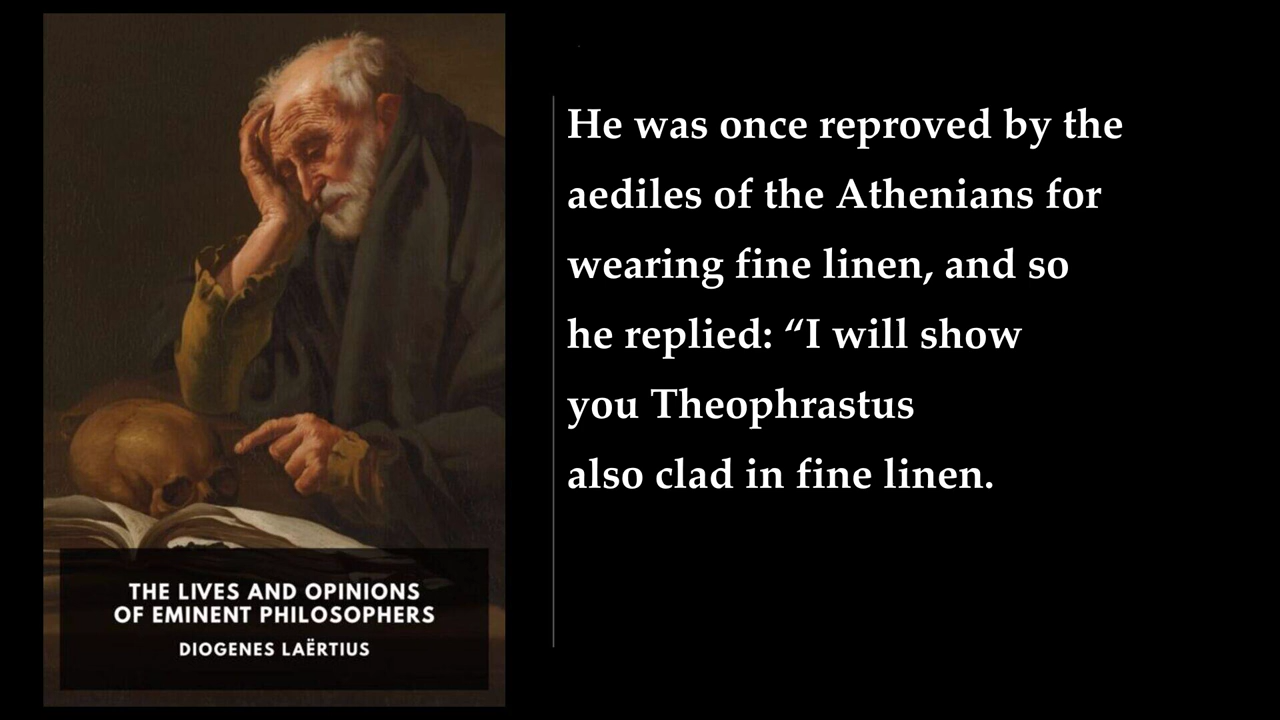 He was once reproved by the
aediles of the Athenians for
wearing fine linen, and so
he replied: “I will show
you Theophrastus
also clad in fine linen.
THE LIVES AND OPINIONS
OF EMINENT PHILOSOPHERS
DIOGENES LAËRTIUS